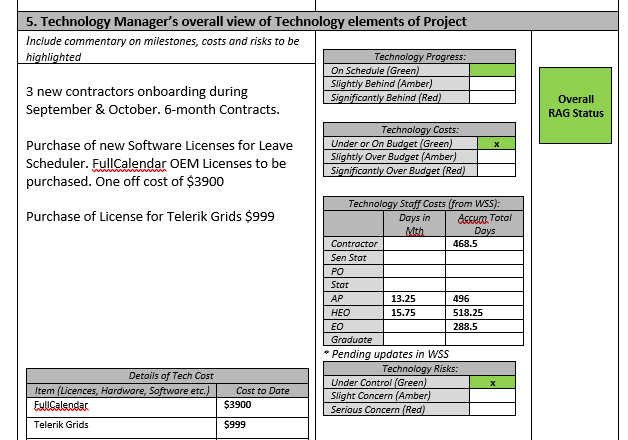 5. Technology Manager's overall view of Technology elements of Project
Include commentary on milestones, costs and risks to be
highlighted
3 new contractors onboarding during
September & October. 6-month Contracts.
Purchase of new Software Licenses for Leave
Scheduler. FullCalendar OEM Licenses to be
purchased. One off cost of $3900
Purchase of License for Telerik Grids $999
Details of Tech Cost
Item (Licences, Hardware, Software etc.) Cost to Date
FullCalendar $3900
Telerik Grids $999
Technology Progress:
On Schedule (Green)
Slightly Behind (Amber)
Significantly Behind (Red)
Technology Costs:
Under or On Budget (Green) x
Slightly Over Budget (Amber)
Significantly Over Budget (Red)
Technology Staff Costs (from WSS):
Days in Accum Total
Mth Days
Contractor 468.5
Sen Stat
PO
Stat
AP 13.25 496
HEO 15.75 518.25
EO 288.5
Graduate
* Pending updates in WSS
Technology Risks:
Under Control (Green) x
Slight Concern (Amber)
Serious Concern (Red)
Overall
RAG Status